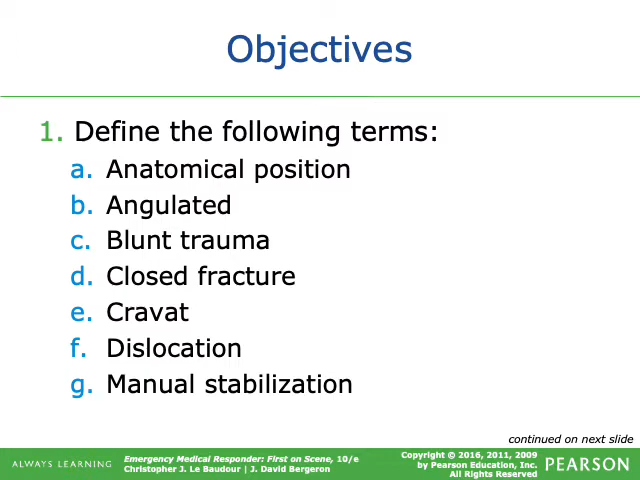 Objectives
1. Define the following terms:
a. Anatomical position
b. Angulated
c. Blunt trauma
d. Closed fracture
e. Cravat
f. Dislocation
g. Manual stabilization
continued on next slide
ALWAYS LEARNING
Emergency Medical Responder: First on Scene, 10/e
Christopher J. Le Baudour | J. David Bergeron
Copyright © 2016, 2011, 2009
by Pearson Education, Inc.
All Rights Reserved
PEARSON